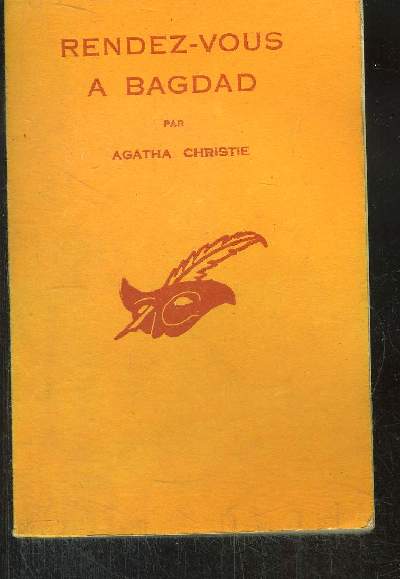 RENDEZ-VOUS
A BAGDAD
PAR
AGATHA CHRISTIE